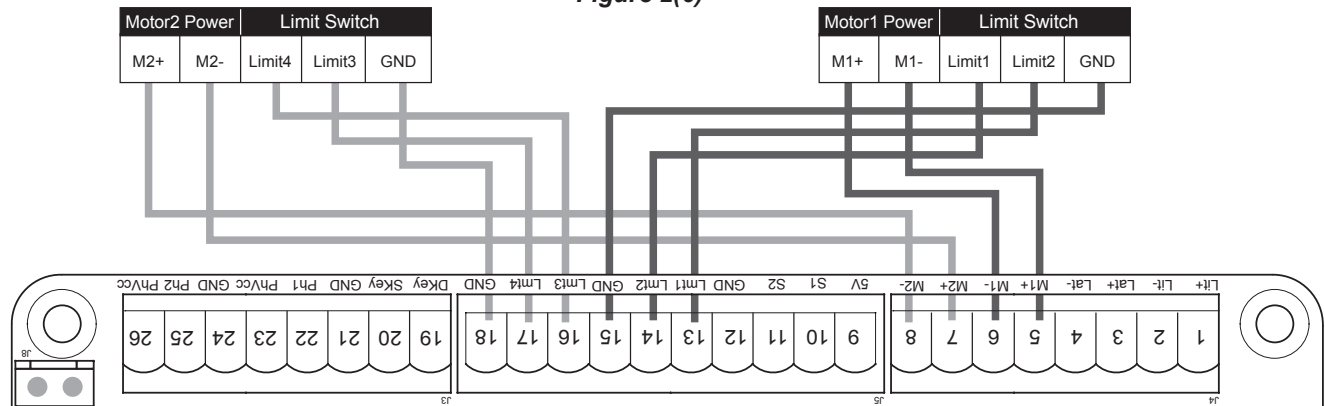 Figure 2(c)
Motor2 Power Limit Switch
M2+ M2- Limit4 Limit3 GND
Motor1 Power Limit Switch
M1+ M1- Limit1 Limit2 GND
PhVcc Ph2 GND PhVcc Ph1 GND SKey DKey
GND Lmt4 Lmt3 GND Lmt2 Lmt1 GND S2 S1 5V
M2- M2+ M1- M1+ Lat- Lat+ Lit- Lit+
26 25 24 23 22 21 20 19
18 17 16 15 14 13 12 11 10 9
8 7 6 5 4 3 2 1
J8
J3
J5
J4